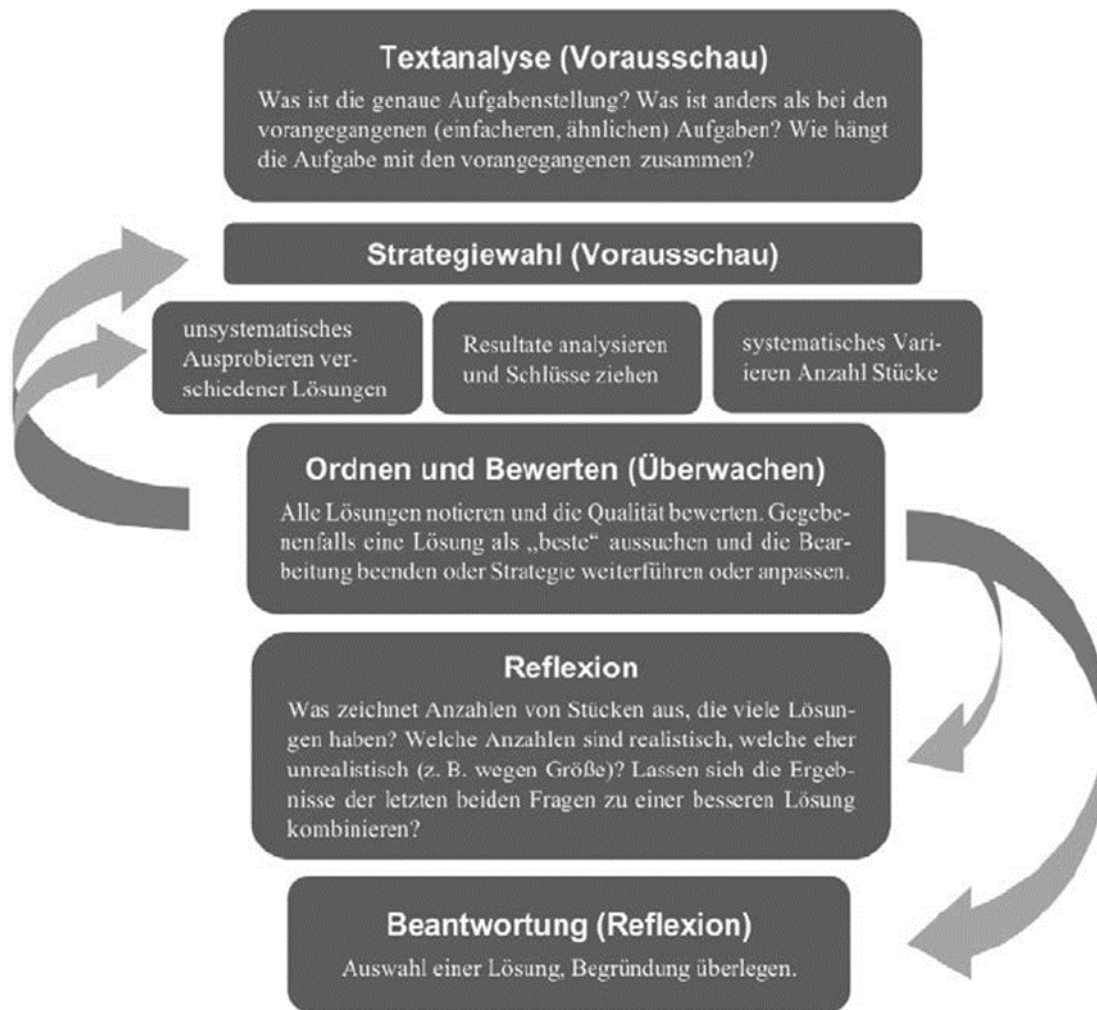 Textanalyse (Vorausschau)
Was ist die genaue Aufgabenstellung? Was ist anders als bei den
vorangegangenen (einfacheren, ähnlichen) Aufgaben? Wie hängt
die Aufgabe mit den vorangegangenen zusammen?
Strategiewahl (Vorausschau)
unsystematisches
Ausprobieren ver-
schiedener Lösungen
Resultate analysieren
und Schlüsse ziehen
systematisches Vari-
ieren Anzahl Stücke
Ordnen und Bewerten (Überwachen)
Alle Lösungen notieren und die Qualität bewerten. Gegebe-
nenfalls eine Lösung als „beste“ aussuchen und die Bear-
beitung beenden oder Strategie weiterführen oder anpassen.
Reflexion
Was zeichnet Anzahlen von Stücken aus, die viele Lösun-
gen haben? Welche Anzahlen sind realistisch, welche eher
unrealistisch (z. B. wegen Größe)? Lassen sich die Ergeb-
nisse der letzten beiden Fragen zu einer besseren Lösung
kombinieren?
Beantwortung (Reflexion)
Auswahl einer Lösung, Begründung überlegen.